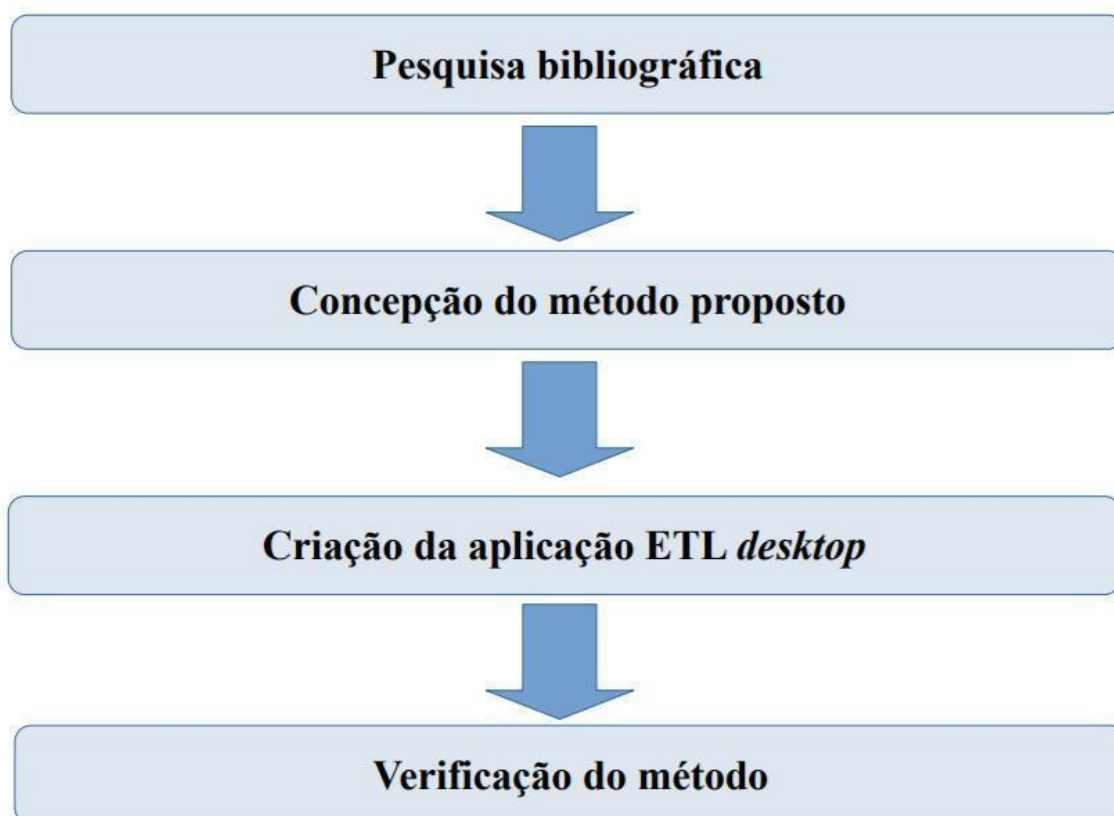 Pesquisa bibliográfica
Concepção do método proposto
Criação da aplicação ETL desktop
Verificação do método